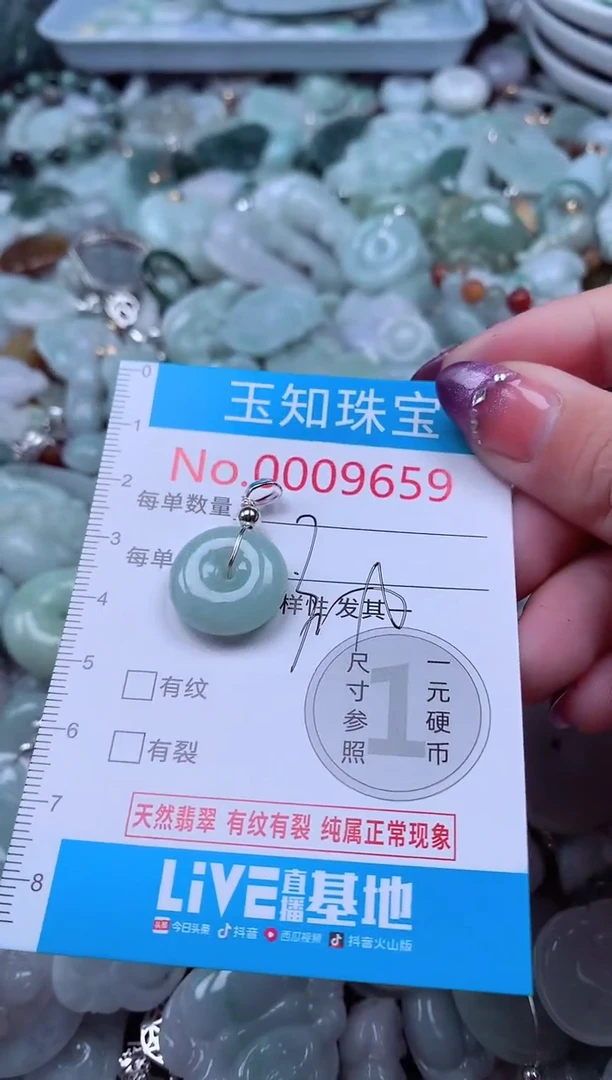 0
玉知珠宝
1
No.0009659
2
每单数量
3
每单
4
样性 发其一
尺寸参照
1
一元硬币
5
有纹
6
有裂
7
天然翡翠 有纹有裂 纯属正常现象
8
LiVE直播基地
头条 今日头条 抖音 西瓜视频 抖音火山版